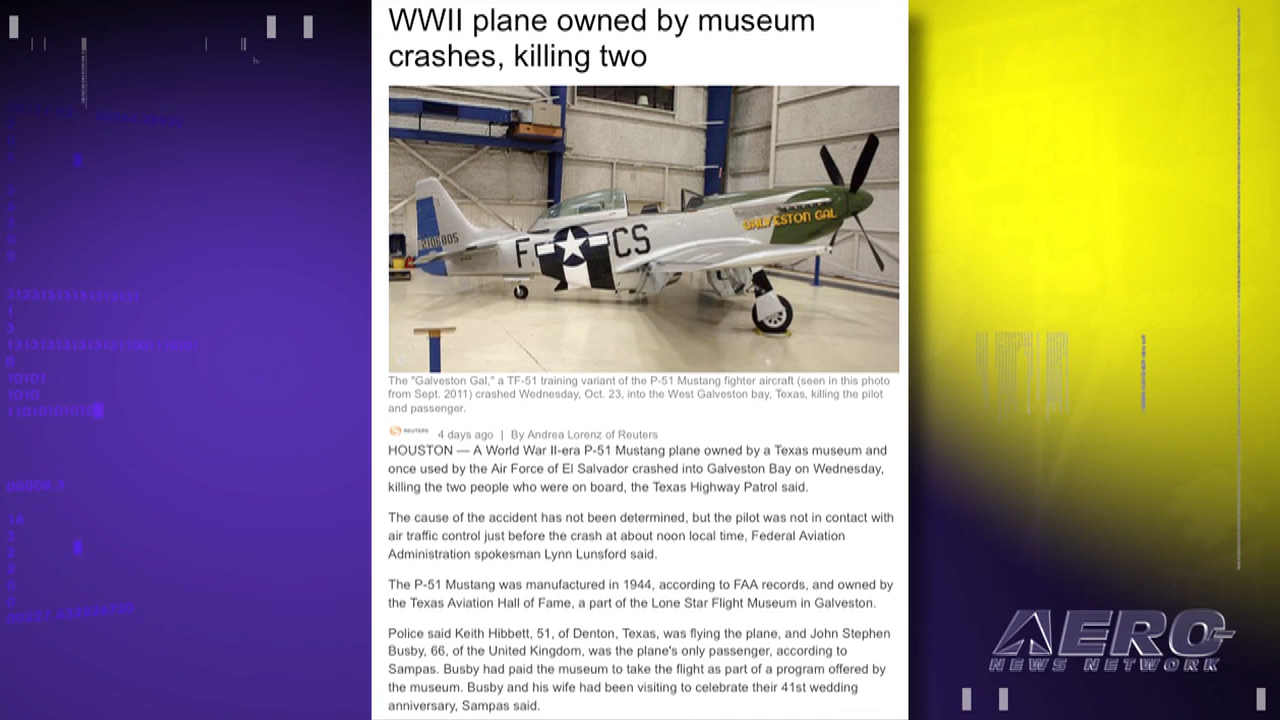 WWII plane owned by museum
crashes, killing two
GALVESTON GAL
2106805
F
CS
The "Galveston Gal," a TF-51 training variant of the P-51 Mustang fighter aircraft (seen in this photo
from Sept. 2011) crashed Wednesday, Oct. 23, into the West Galveston bay, Texas, killing the pilot
and passenger.
REUTERS 4 days ago | By Andrea Lorenz of Reuters
HOUSTON — A World War II-era P-51 Mustang plane owned by a Texas museum and
once used by the Air Force of El Salvador crashed into Galveston Bay on Wednesday,
killing the two people who were on board, the Texas Highway Patrol said.
The cause of the accident has not been determined, but the pilot was not in contact with
air traffic control just before the crash at about noon local time, Federal Aviation
Administration spokesman Lynn Lunsford said.
The P-51 Mustang was manufactured in 1944, according to FAA records, and owned by
the Texas Aviation Hall of Fame, a part of the Lone Star Flight Museum in Galveston.
Police said Keith Hibbett, 51, of Denton, Texas, was flying the plane, and John Stephen
Busby, 66, of the United Kingdom, was the plane's only passenger, according to
Sampas. Busby had paid the museum to take the flight as part of a program offered by
the museum. Busby and his wife had been visiting to celebrate their 41st wedding
anniversary, Sampas said.
10101
1010
AERO
NEWS NETWORK